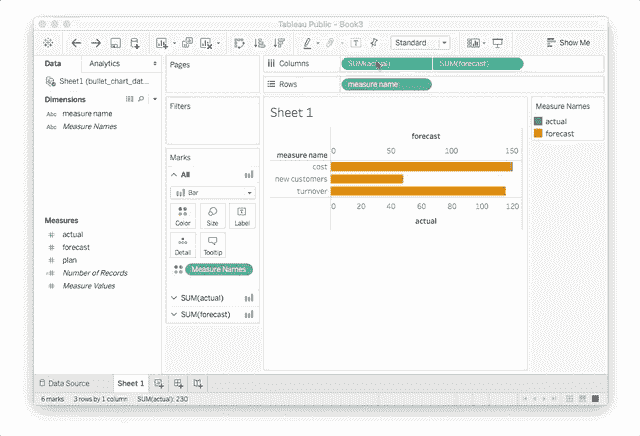 Tableau Public - Book3
Standard
Show Me
Data
Analytics
Pages
Columns
SUM(actual)
SUM(forecast)
Rows
measure name
Sheet1 (bullet_chart_dat...
Dimensions
Abc measure name
Abc Measure Names
Measures
# actual
# forecast
# plan
# Number of Records
# Measure Values
Filters
Marks
All
Bar
Color
Size
Label
Detail
Tooltip
Measure Names
SUM(actual)
SUM(forecast)
Sheet 1
forecast
measure name
0 50 100 150
cost
new customers
turnover
0 20 40 60 80 100 120
actual
Measure Names
actual
forecast
Data Source
Sheet 1
6 marks
3 rows by 1 column
SUM(actual): 230